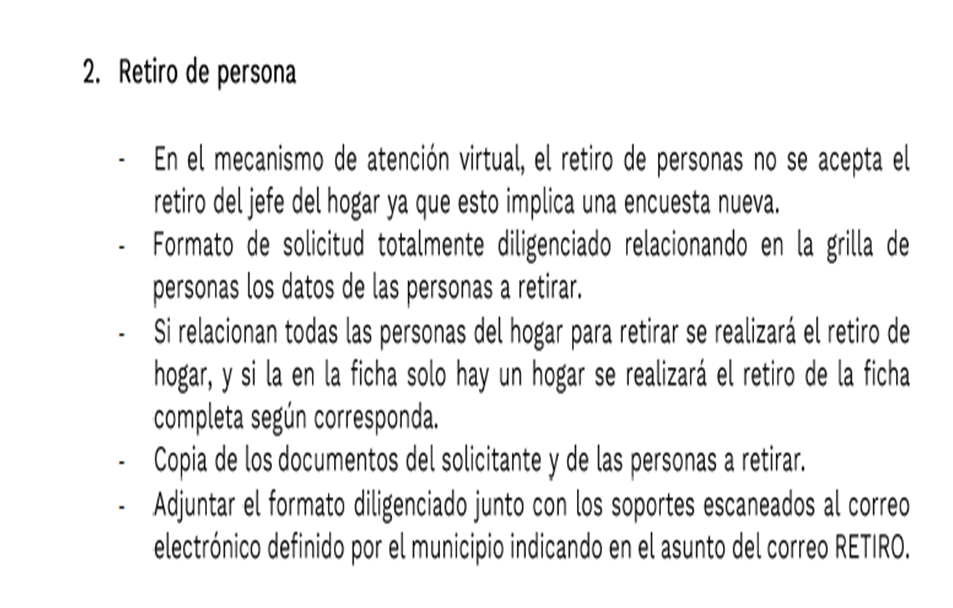 2. Retiro de persona
- En el mecanismo de atención virtual, el retiro de personas no se acepta el
retiro del jefe del hogar ya que esto implica una encuesta nueva.
- Formato de solicitud totalmente diligenciado relacionando en la grilla de
personas los datos de las personas a retirar.
- Si relacionan todas las personas del hogar para retirar se realizará el retiro de
hogar, y si la en la ficha solo hay un hogar se realizará el retiro de la ficha
completa según corresponda.
- Copia de los documentos del solicitante y de las personas a retirar.
- Adjuntar el formato diligenciado junto con los soportes escaneados al correo
electrónico definido por el municipio indicando en el asunto del correo RETIRO.